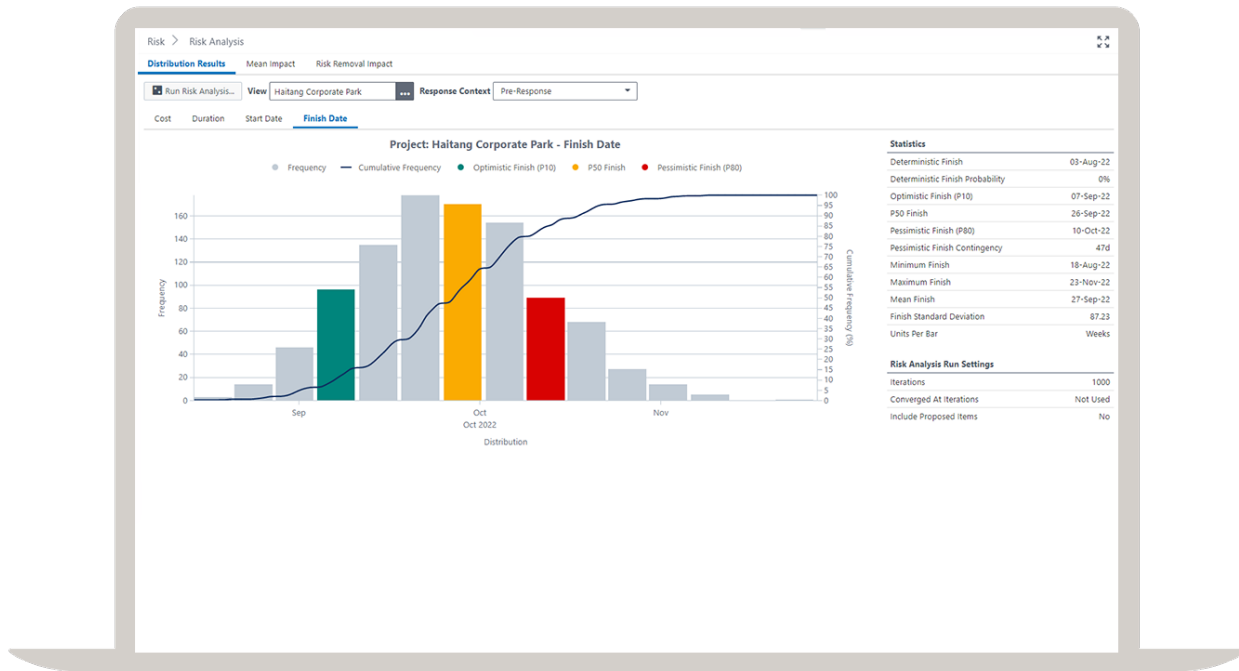 Risk > Risk Analysis
Distribution Results Mean Impact Risk Removal Impact
Run Risk Analysis... View Haitang Corporate Park ... Response Context Pre-Response
Cost Duration Start Date Finish Date
Project: Haitang Corporate Park - Finish Date
Frequency Cumulative Frequency Optimistic Finish (P10) P50 Finish Pessimistic Finish (P80)
160
140
120
100
80
60
40
20
0
Frequency
100
95
90
85
80
75
70
65
60
55
50
45
40
35
30
25
20
15
10
5
0
Cumulative Frequency (%)
Sep Oct Nov
Oct 2022
Distribution
Statistics
Deterministic Finish 03-Aug-22
Deterministic Finish Probability 0%
Optimistic Finish (P10) 07-Sep-22
P50 Finish 26-Sep-22
Pessimistic Finish (P80) 10-Oct-22
Pessimistic Finish Contingency 47d
Minimum Finish 18-Aug-22
Maximum Finish 23-Nov-22
Mean Finish 27-Sep-22
Finish Standard Deviation 87.23
Units Per Bar Weeks
Risk Analysis Run Settings
Iterations 1000
Converged At Iterations Not Used
Include Proposed Items No